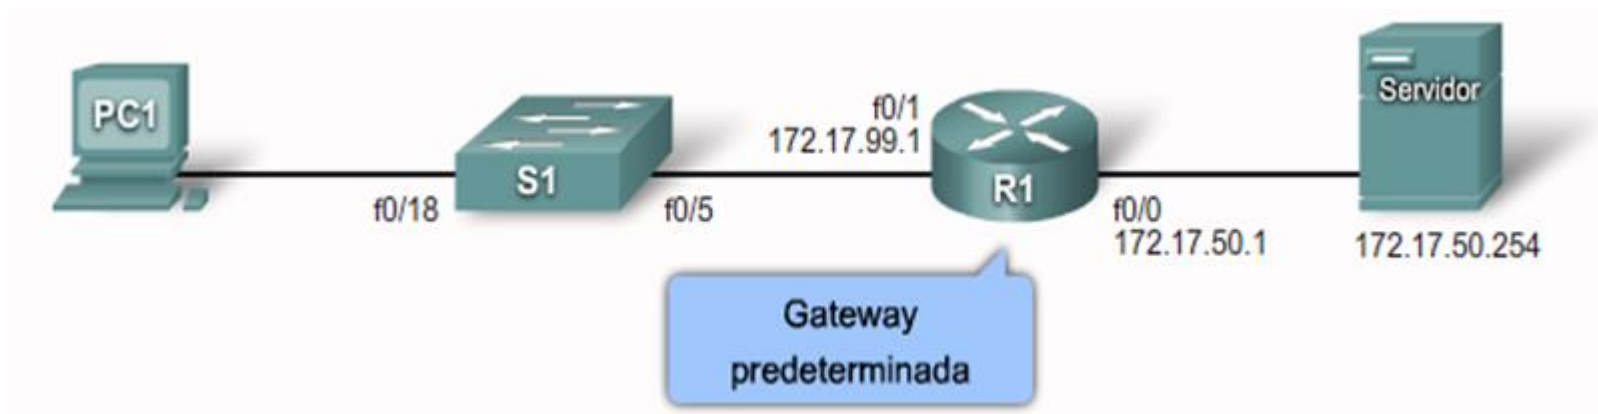 PC1
f0/18
S1
f0/5
f0/1
172.17.99.1
R1
f0/0
172.17.50.1
Servidor
172.17.50.254
Gateway
predeterminada